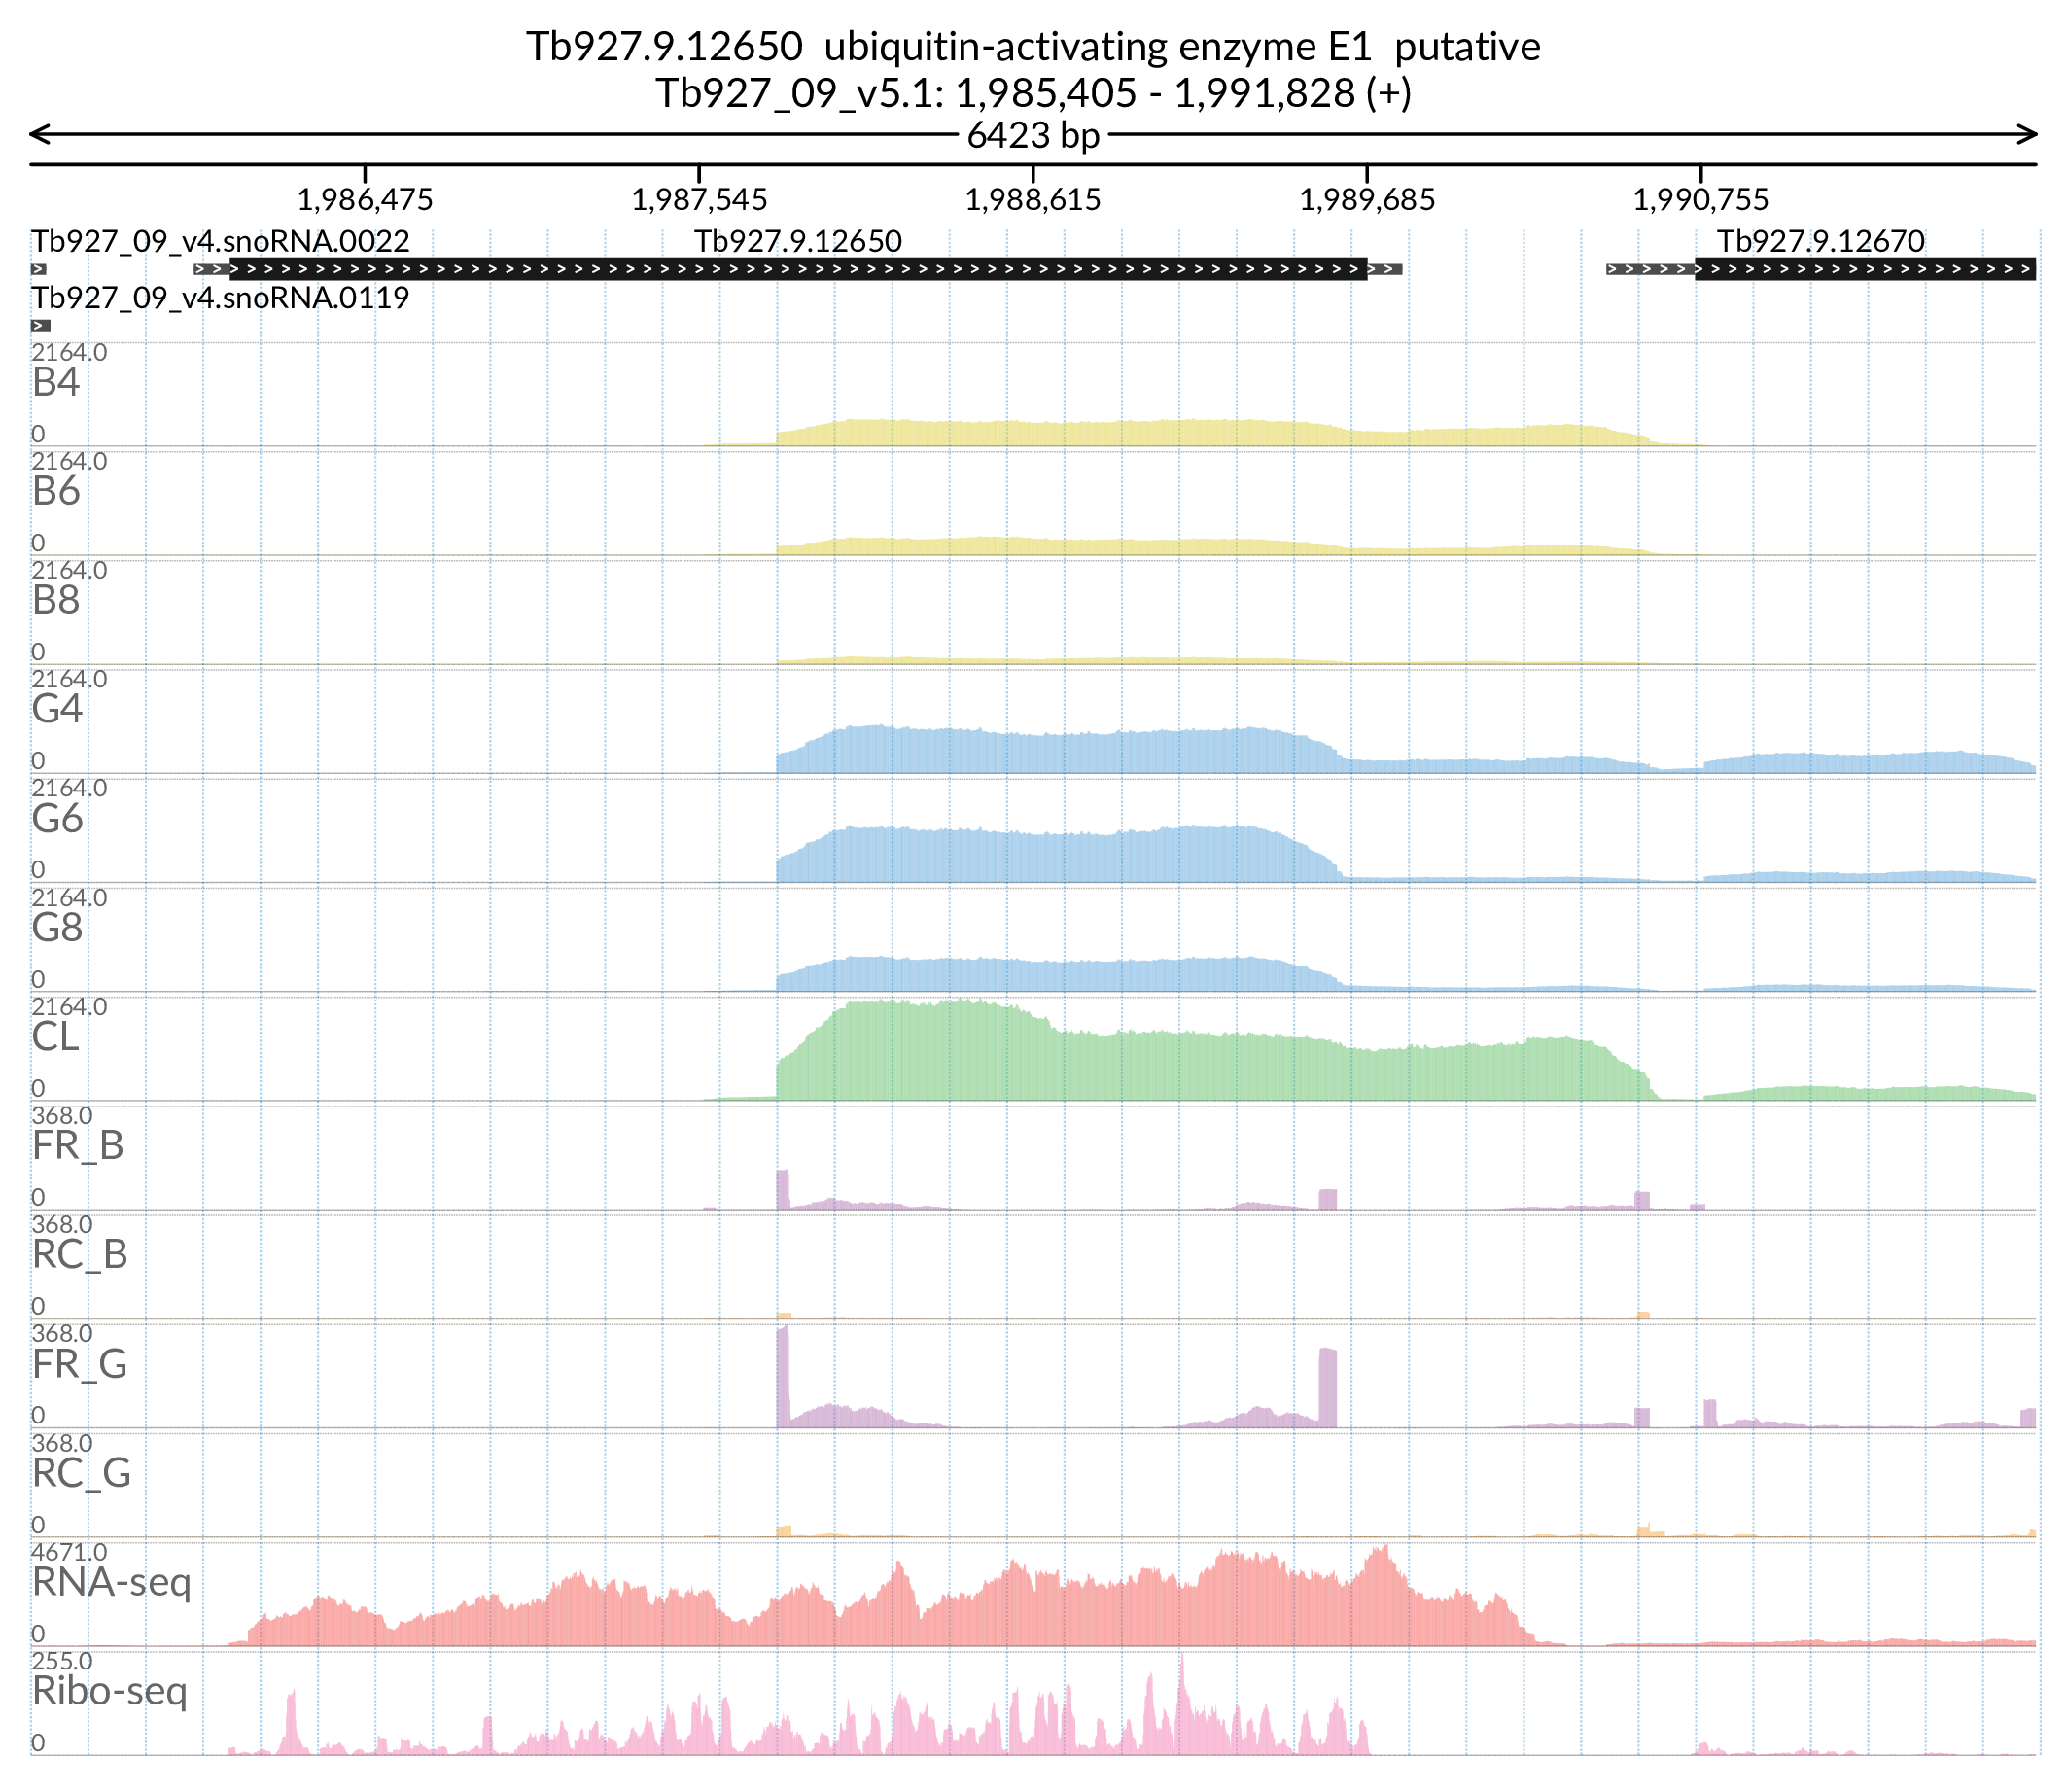 Tb927.9.12650 ubiquitin-activating enzyme E1 putative
Tb927_09_v5.1: 1,985,405 - 1,991,828 (+)
6423 bp
1,986,475 1,987,545 1,988,615 1,989,685 1,990,755
Tb927_09_v4.snoRNA.0022 Tb927.9.12650 Tb927.9.12670
Tb927_09_v4.snoRNA.0119
2164.0
B4
0
2164.0
B6
0
2164.0
B8
0
2164.0
G4
0
2164.0
G6
0
2164.0
G8
0
2164.0
CL
0
368.0
FR_B
0
368.0
RC_B
0
368.0
FR_G
0
368.0
RC_G
0
4671.0
RNA-seq
0
255.0
Ribo-seq
0